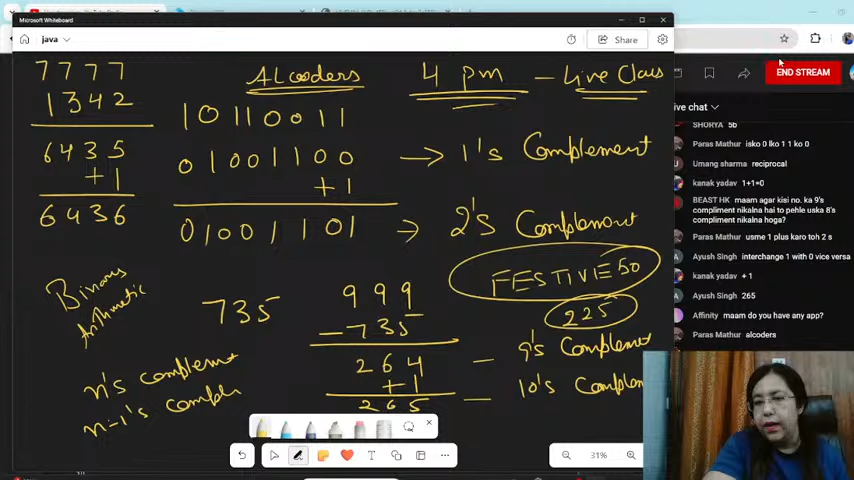 Microsoft Whiteboard
java
Share
7777
1342
6435
+1
6436
ALcoders
4 pm - Live Class
10110011
01001100 → 1's Complement
+1
01001101 → 2's Complement
FESTIVE50
225
Binary
Arithmetic
735
999
-735
264 - 9's Complement
+1
265 - 10's Complem
n's complement
n-1's comple
31%
END STREAM
ive chat
SHORYA 5b
Paras Mathur isko 0 lko 1 1 ko 0
Umang sharma reciprocal
kanak yadav 1+1=0
BEAST HK maam agar kisi no. ka 9's
compliment nikalna hai to pehle uska 8's
compliment nikalna hoga?
Paras Mathur usme 1 plus karo toh 2 s
Ayush Singh interchange 1 with 0 vice versa
kanak yadav + 1
Ayush Singh 265
Affinity maam do you have any app?
Paras Mathur alcoders